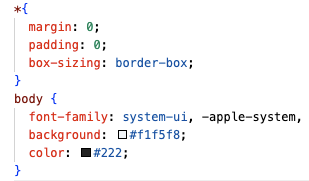 *{
margin: 0;
padding: 0;
box-sizing: border-box;
}
body {
font-family: system-ui, -apple-system,
background: #f1f5f8;
color: #222;
}